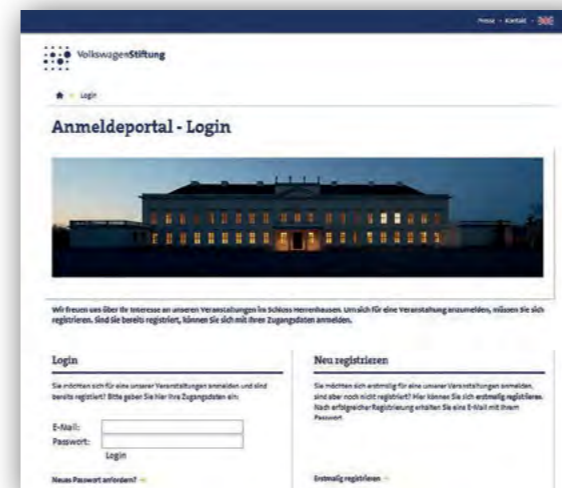 Presse • Kontakt •
VolkswagenStiftung
Login
Anmeldeportal - Login
Wir freuen uns über Ihr Interesse an unseren Veranstaltungen im Schloss Herrenhausen. Um sich für eine Veranstaltung anzumelden, müssen Sie sich
registrieren. Sind Sie bereits registriert, können Sie sich mit Ihren Zugangsdaten anmelden.
Login
Sie möchten sich für eine unserer Veranstaltungen anmelden und sind
bereits registiert? Bitte geben Sie hier Ihre Zugangsdaten ein:
E-Mail:
Passwort:
Login
Neues Passwort anfordern?
Neu registrieren
Sie möchten sich erstmalig für eine unserer Veranstaltungen anmelden,
sind aber noch nicht registriert? Hier können Sie sich erstmalig registrieren.
Nach erfolgreicher Registrierung erhalten Sie eine E-Mail mit Ihrem
Passwort.
Erstmalig registrieren